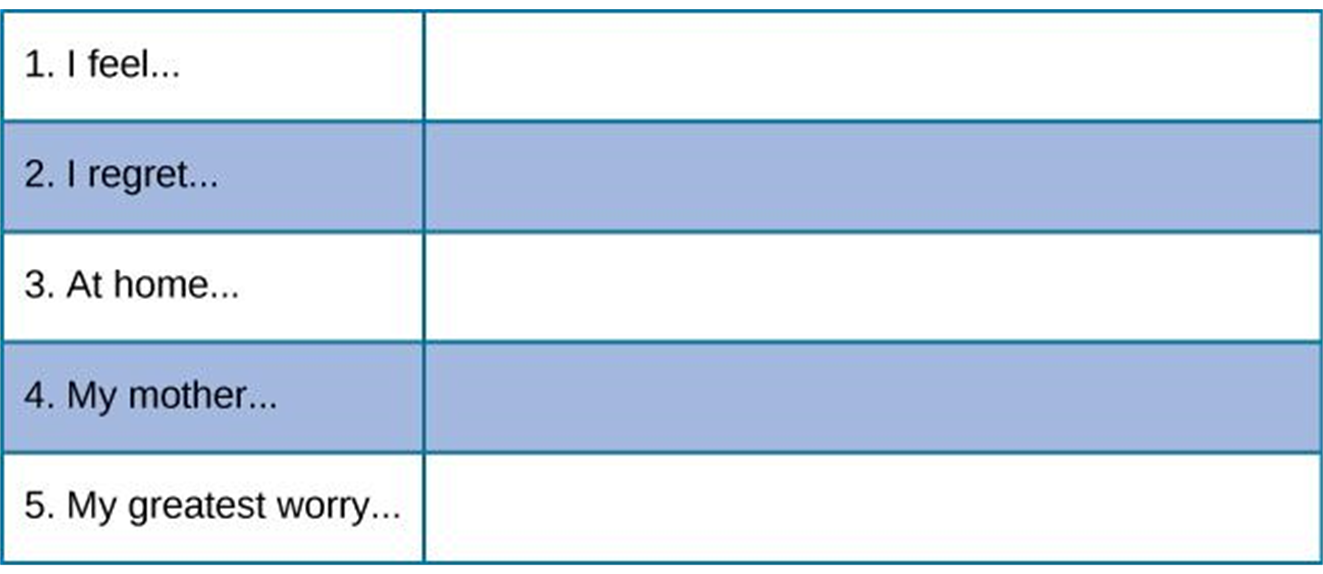 1. I feel...
2. I regret...
3. At home...
4. My mother...
5. My greatest worry...